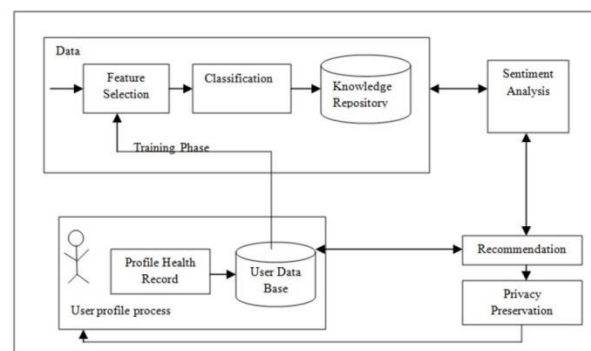 Data
Feature
Selection
Classification
Knowledge
Repository
Sentiment
Analysis
Training Phase
Profile Health
Record
User Data
Base
User profile process
Recommendation
Privacy
Preservation